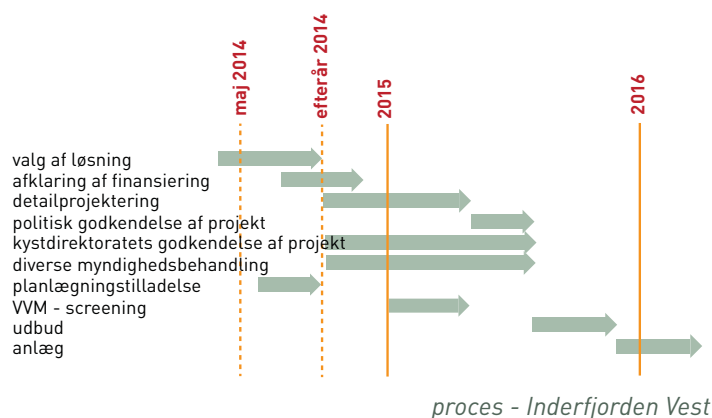 maj 2014
efterår 2014
2015
2016
valg af løsning
afklaring af finansiering
detailprojektering
politisk godkendelse af projekt
kystdirektoratets godkendelse af projekt
diverse myndighedsbehandling
planlægningstilladelse
VVM - screening
udbud
anlæg
proces - Inderfjorden Vest